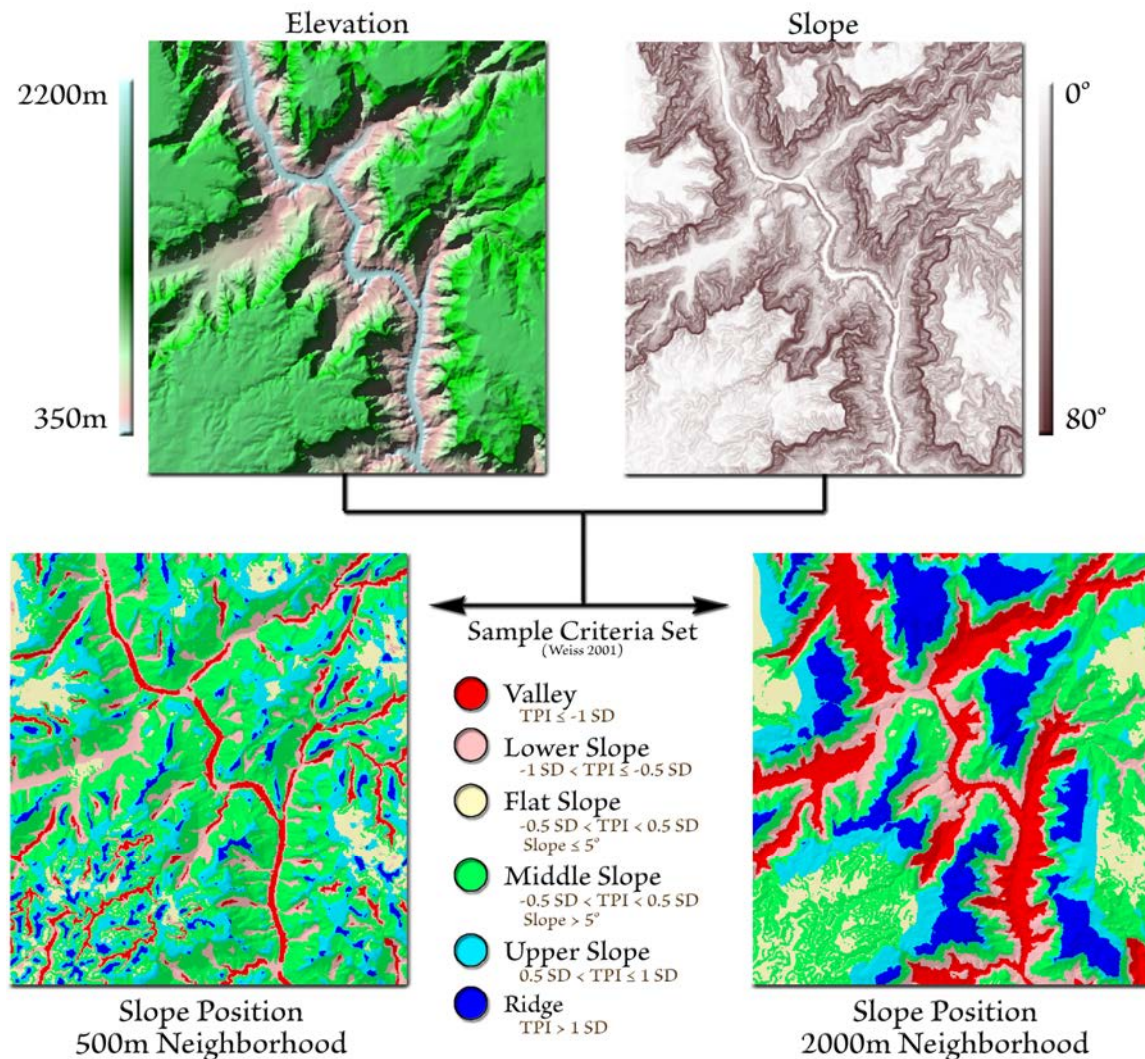 Elevation
Slope
2200m
350m
0°
80°
Sample Criteria Set
(Weiss 2001)
Valley
TPI ≤ -1 SD
Lower Slope
-1 SD < TPI ≤ -0.5 SD
Flat Slope
-0.5 SD < TPI < 0.5 SD
Slope ≤ 5°
Middle Slope
-0.5 SD < TPI < 0.5 SD
Slope > 5°
Upper Slope
0.5 SD < TPI ≤ 1 SD
Ridge
TPI > 1 SD
Slope Position
500m Neighborhood
Slope Position
2000m Neighborhood